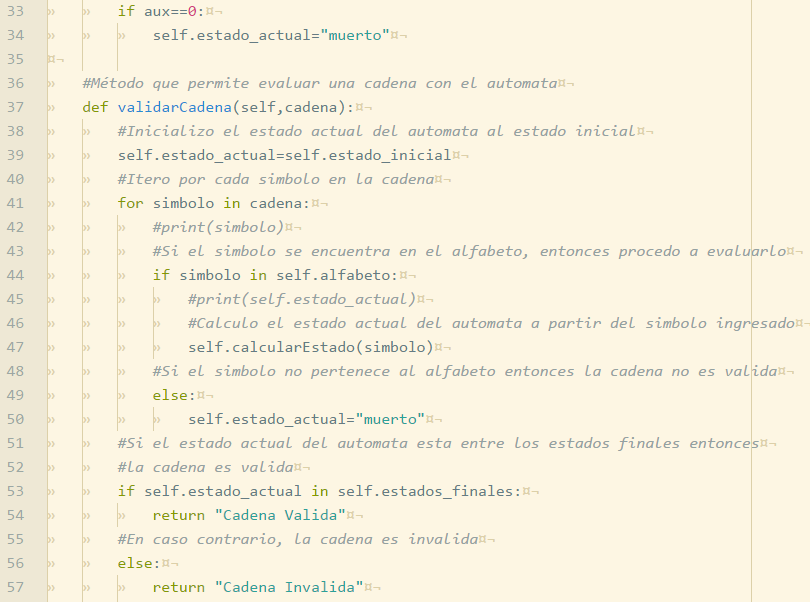 33 if aux==0:
34 self.estado_actual="muerto"
35
36 #Método que permite evaluar una cadena con el automata
37 def validarCadena(self,cadena):
38 #Inicializo el estado actual del automata al estado inicial
39 self.estado_actual=self.estado_inicial
40 #Itero por cada simbolo en la cadena
41 for simbolo in cadena:
42 #print(simbolo)
43 #Si el simbolo se encuentra en el alfabeto, entonces procedo a evaluarlo
44 if simbolo in self.alfabeto:
45 #print(self.estado_actual)
46 #Calculo el estado actual del automata a partir del simbolo ingresado
47 self.calcularEstado(simbolo)
48 #Si el simbolo no pertenece al alfabeto entonces la cadena no es valida
49 else:
50 self.estado_actual="muerto"
51 #Si el estado actual del automata esta entre los estados finales entonces
52 #la cadena es valida
53 if self.estado_actual in self.estados_finales:
54 return "Cadena Valida"
55 #En caso contrario, la cadena es invalida
56 else:
57 return "Cadena Invalida"